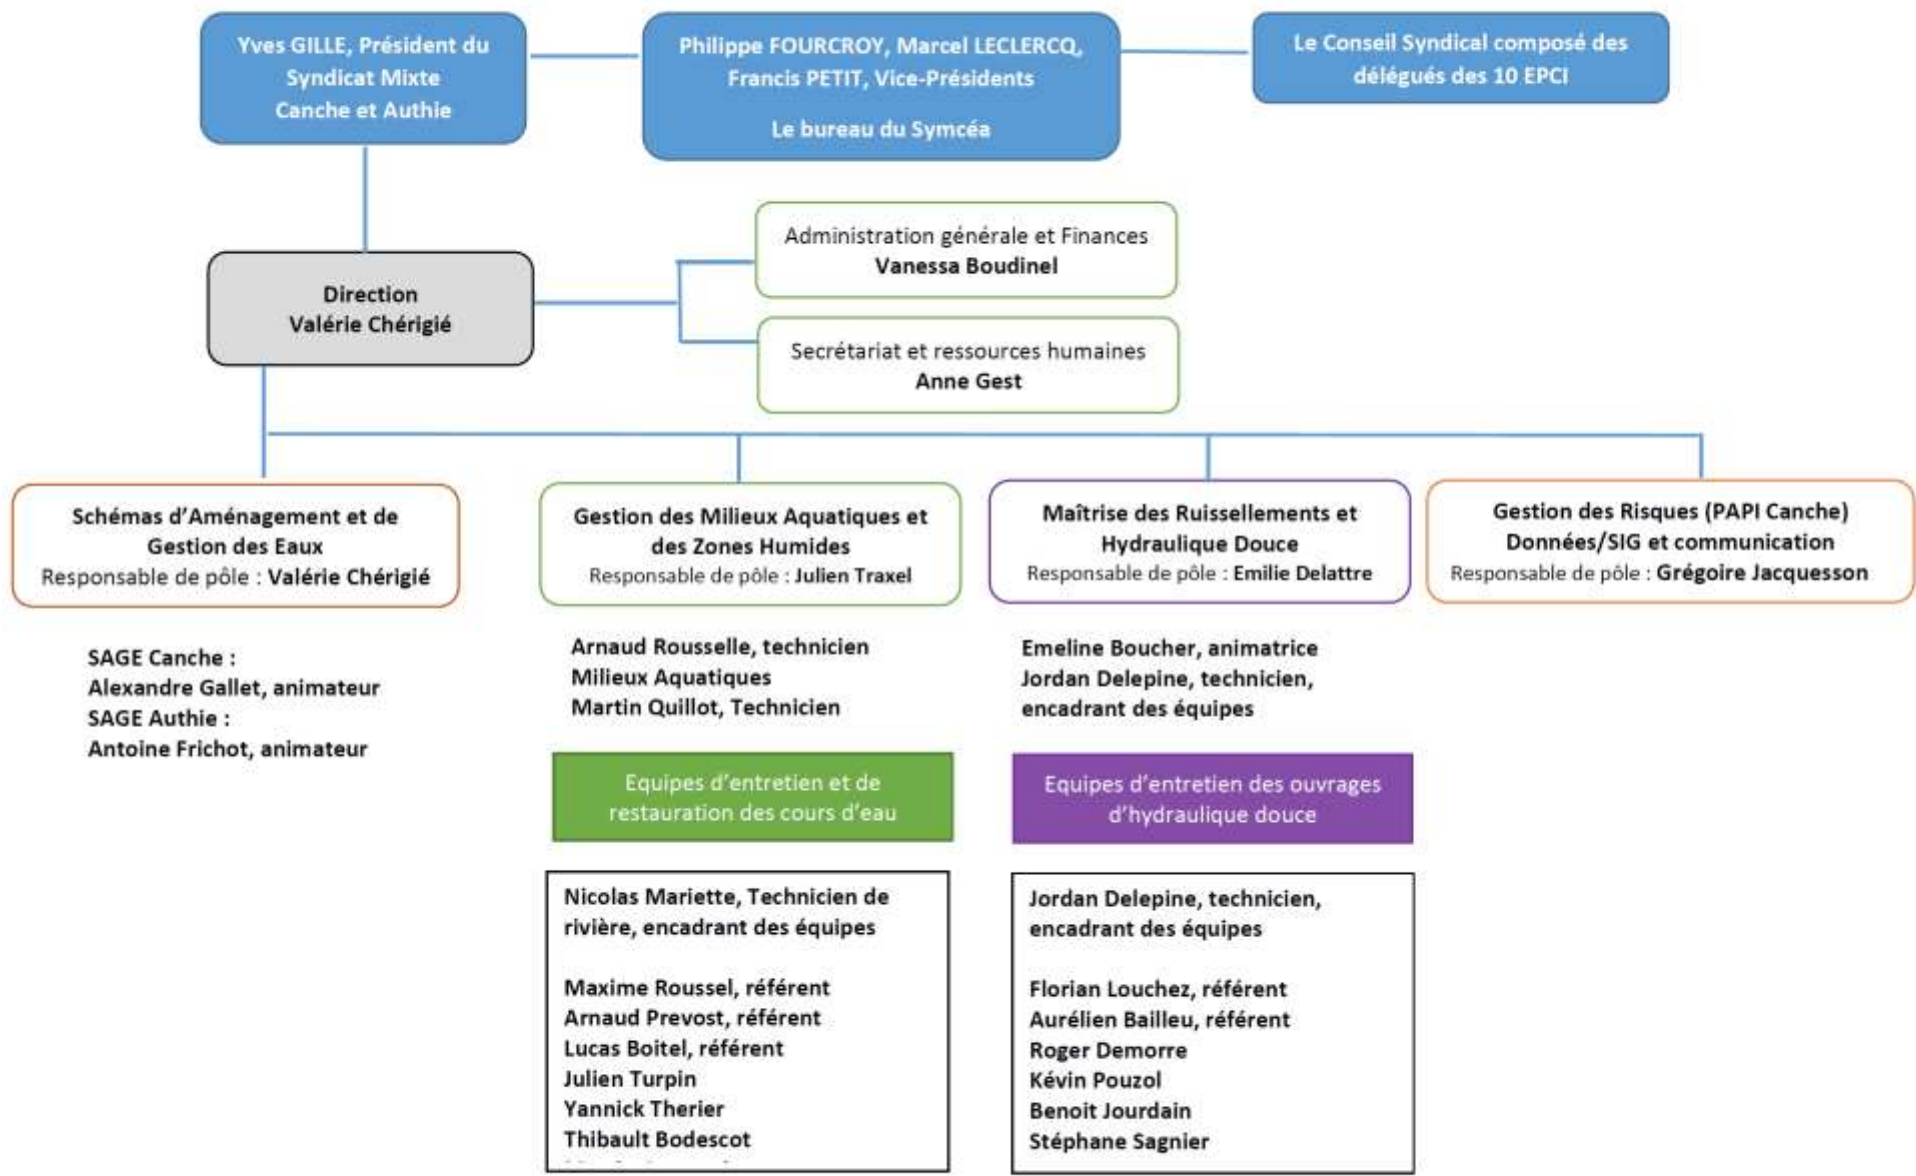 Yves GILLE, Président du
Syndicat Mixte
Canche et Authie
Philippe FOURCROY, Marcel LECLERCQ,
Francis PETIT, Vice-Présidents
Le bureau du Symcéa
Le Conseil Syndical composé des
délégués des 10 EPCI
Direction
Valérie Chérigié
Administration générale et Finances
Vanessa Boudinel
Secrétariat et ressources humaines
Anne Gest
Schémas d’Aménagement et de
Gestion des Eaux
Responsable de pôle : Valérie Chérigié
SAGE Canche :
Alexandre Gallet, animateur
SAGE Authie :
Antoine Frichot, animateur
Gestion des Milieux Aquatiques et
des Zones Humides
Responsable de pôle : Julien Traxel
Arnaud Rousselle, technicien
Milieux Aquatiques
Martin Quillot, Technicien
Equipes d’entretien et de
restauration des cours d’eau
Nicolas Mariette, Technicien de
rivière, encadrant des équipes
Maxime Roussel, référent
Arnaud Prevost, référent
Lucas Boitel, référent
Julien Turpin
Yannick Therier
Thibault Bodescot
Maîtrise des Ruissellements et
Hydraulique Douce
Responsable de pôle : Emilie Delattre
Emeline Boucher, animatrice
Jordan Delepine, technicien,
encadrant des équipes
Equipes d’entretien des ouvrages
d’hydraulique douce
Jordan Delepine, technicien,
encadrant des équipes
Florian Louchez, référent
Aurélien Bailleu, référent
Roger Demorre
Kévin Pouzol
Benoit Jourdain
Stéphane Sagnier
Gestion des Risques (PAPI Canche)
Données/SIG et communication
Responsable de pôle : Grégoire Jacquesson